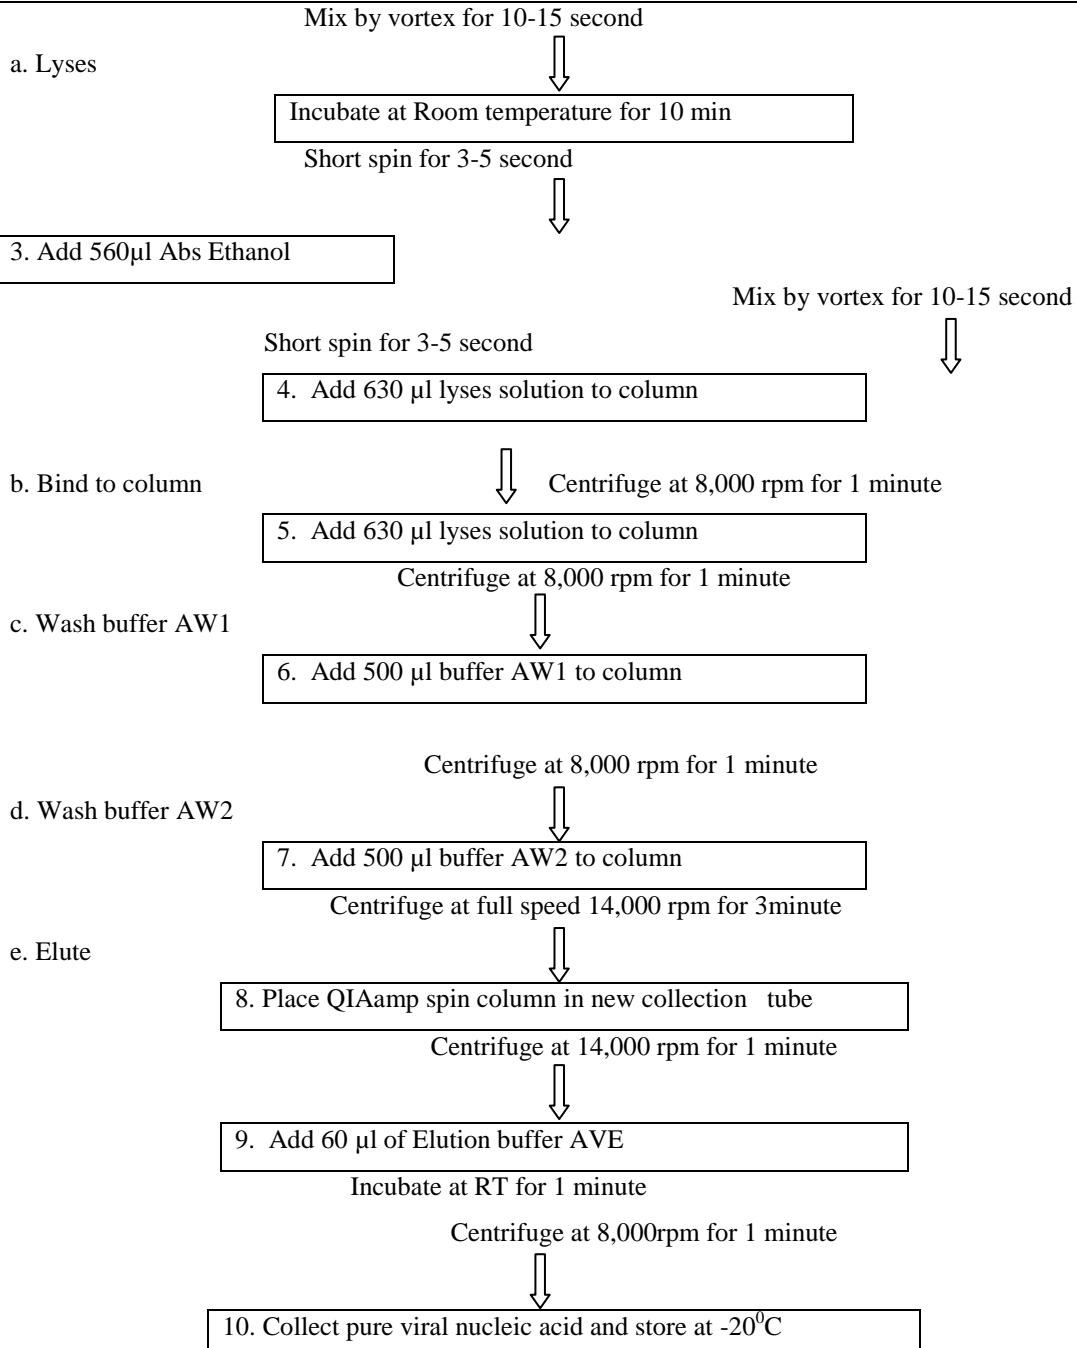 Mix by vortex for 10-15 second
a. Lyses
Incubate at Room temperature for 10 min
Short spin for 3-5 second
3. Add 560µl Abs Ethanol
Mix by vortex for 10-15 second
Short spin for 3-5 second
4. Add 630 µl lyses solution to column
b. Bind to column
Centrifuge at 8,000 rpm for 1 minute
5. Add 630 µl lyses solution to column
Centrifuge at 8,000 rpm for 1 minute
c. Wash buffer AW1
6. Add 500 µl buffer AW1 to column
Centrifuge at 8,000 rpm for 1 minute
d. Wash buffer AW2
7. Add 500 µl buffer AW2 to column
Centrifuge at full speed 14,000 rpm for 3minute
e. Elute
8. Place QIAamp spin column in new collection tube
Centrifuge at 14,000 rpm for 1 minute
9. Add 60 µl of Elution buffer AVE
Incubate at RT for 1 minute
Centrifuge at 8,000rpm for 1 minute
10. Collect pure viral nucleic acid and store at -20⁰C